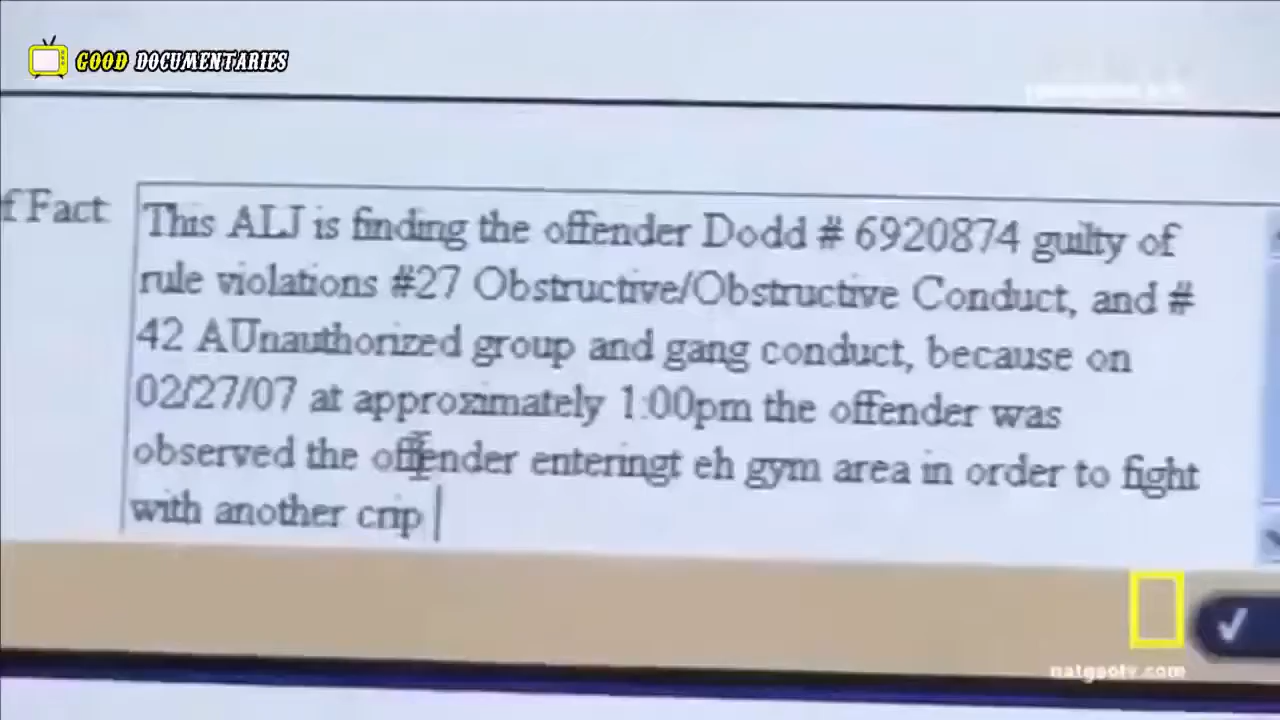 GOOD DOCUMENTARIES
f Fact
This ALJ is finding the offender Dodd # 6920874 guilty of
rule violations #27 Obstructive/Obstructive Conduct, and #
42 AUnauthorized group and gang conduct, because on
02/27/07 at approximately 1:00pm the offender was
observed the offender enteringt eh gym area in order to fight
with another crip
natgeotv.com